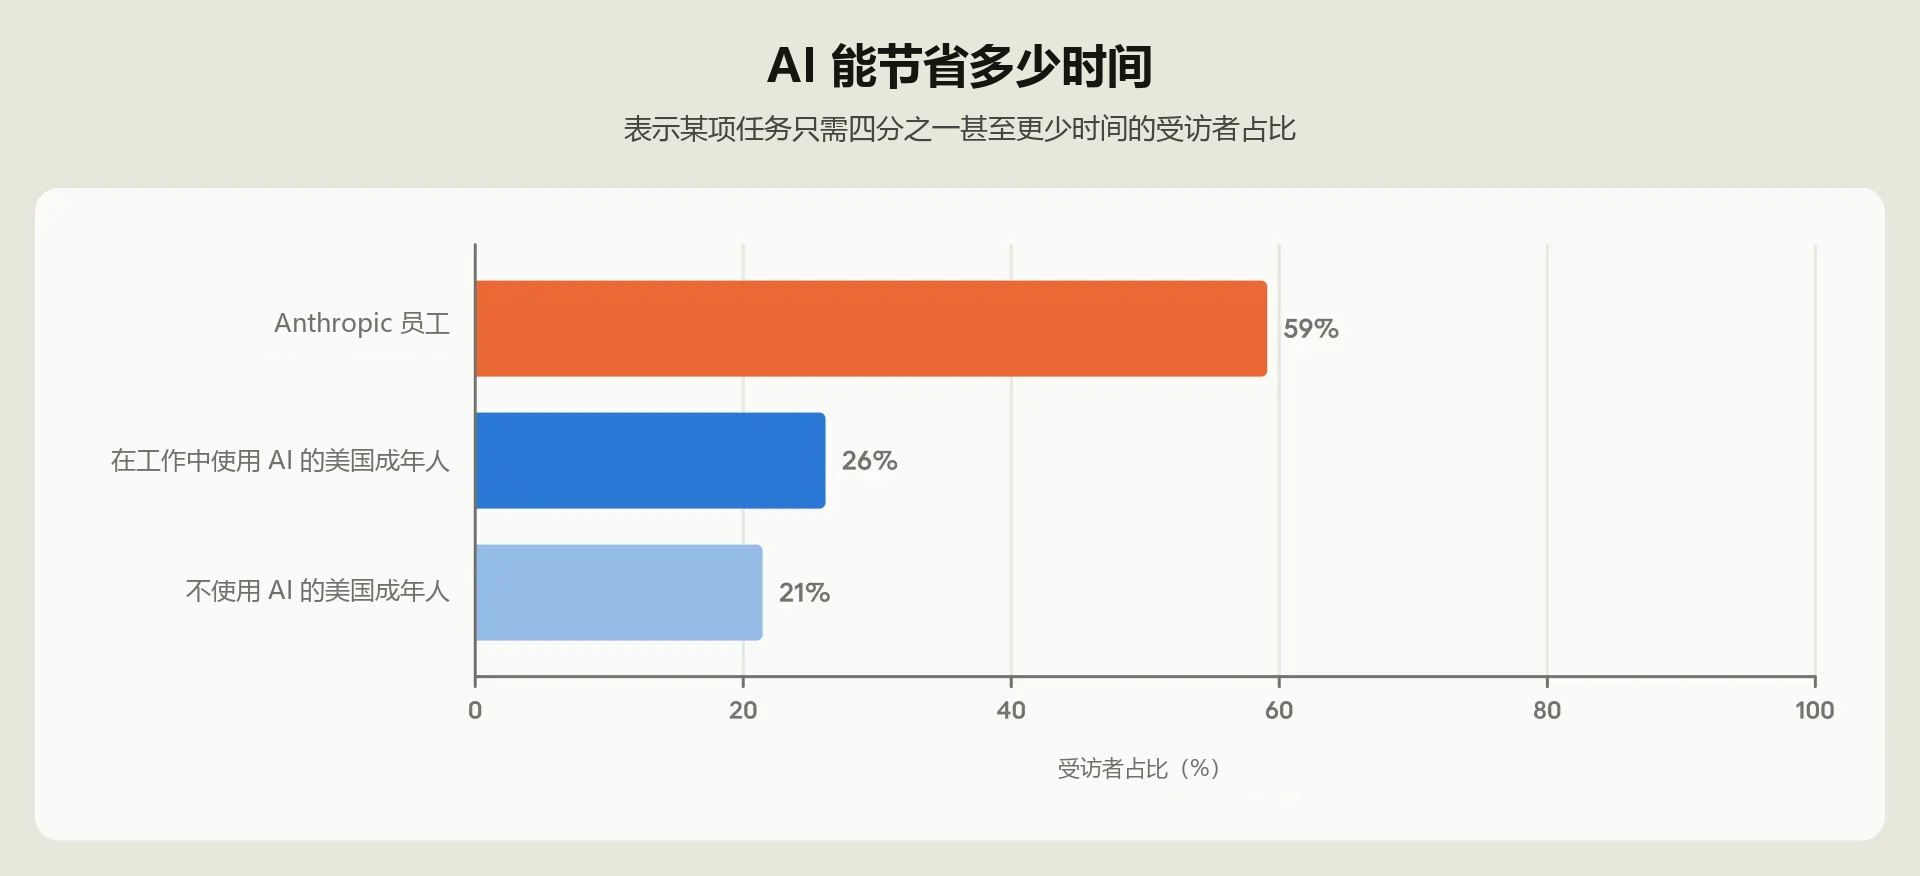 AI 能节省多少时间
表示某项任务只需四分之一甚至更少时间的受访者占比
Anthropic 员工
59%
在工作中使用 AI 的美国成年人
26%
不使用 AI 的美国成年人
21%
0 20 40 60 80 100
受访者占比（%）